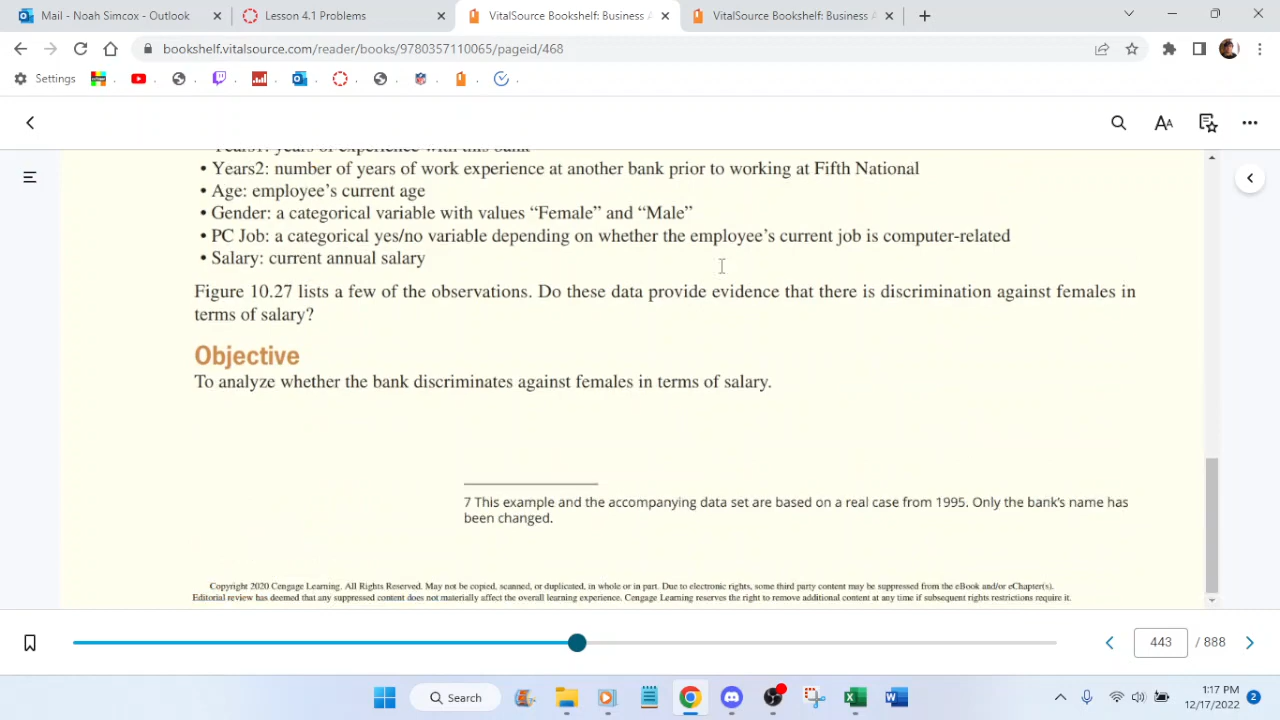 Mail - Noah Simcox - Outlook
Lesson 4.1 Problems
VitalSource Bookshelf: Business
VitalSource Bookshelf: Business
bookshelf.vitalsource.com/reader/books/9780357110065/pageid/468
Settings
Years1: years of experience with this bank
• Years2: number of years of work experience at another bank prior to working at Fifth National
• Age: employee’s current age
• Gender: a categorical variable with values “Female” and “Male”
• PC Job: a categorical yes/no variable depending on whether the employee’s current job is computer-related
• Salary: current annual salary
Figure 10.27 lists a few of the observations. Do these data provide evidence that there is discrimination against females in
terms of salary?
Objective
To analyze whether the bank discriminates against females in terms of salary.
7 This example and the accompanying data set are based on a real case from 1995. Only the bank’s name has
been changed.
Copyright 2020 Cengage Learning. All Rights Reserved. May not be copied, scanned, or duplicated, in whole or in part. Due to electronic rights, some third party content may be suppressed from the eBook and/or eChapter(s).
Editorial review has deemed that any suppressed content does not materially affect the overall learning experience. Cengage Learning reserves the right to remove additional content at any time if subsequent rights restrictions require it.
443 / 888
Search
1:17 PM
12/17/2022
2